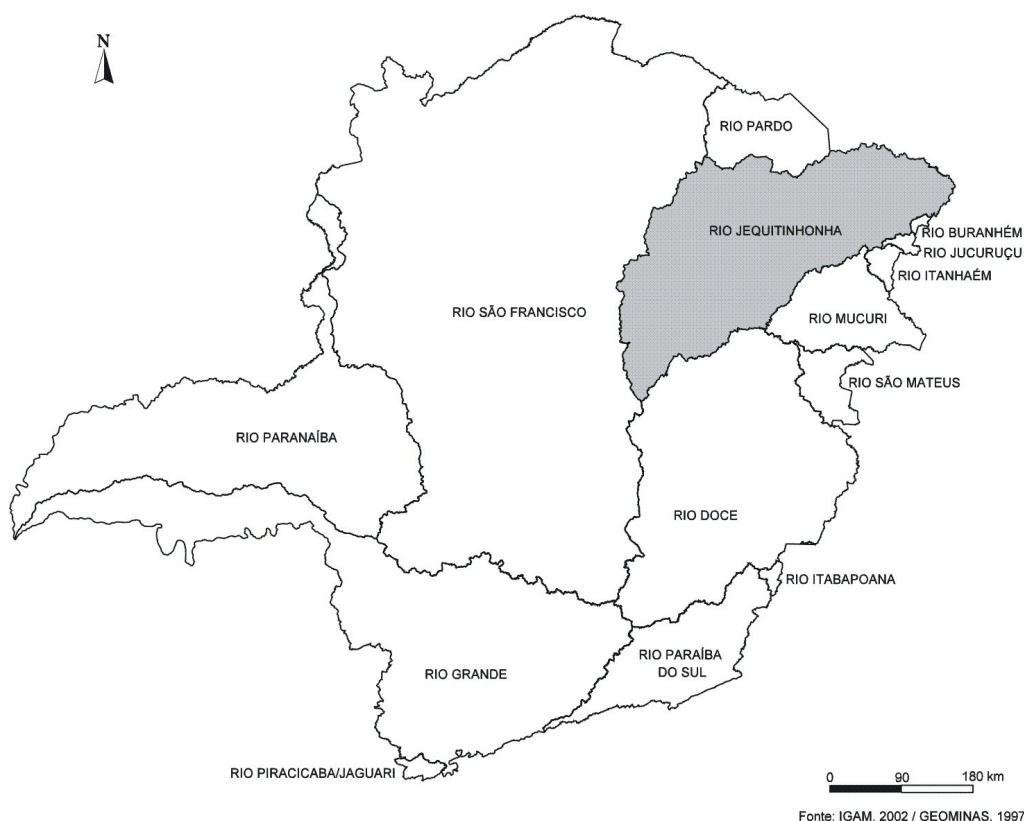 N
RIO PARDO
RIO JEQUITINHONHA
RIO BURANHÉM
RIO JUCURUÇU
RIO ITANHAÉM
RIO SÃO FRANCISCO
RIO MUCURI
RIO SÃO MATEUS
RIO PARANAÍBA
RIO DOCE
RIO ITABAPOANA
RIO PARAÍBA
DO SUL
RIO GRANDE
RIO PIRACICABA/JAGUARI
0 90 180 km
Fonte: IGAM, 2002 / GEOMINAS, 1997